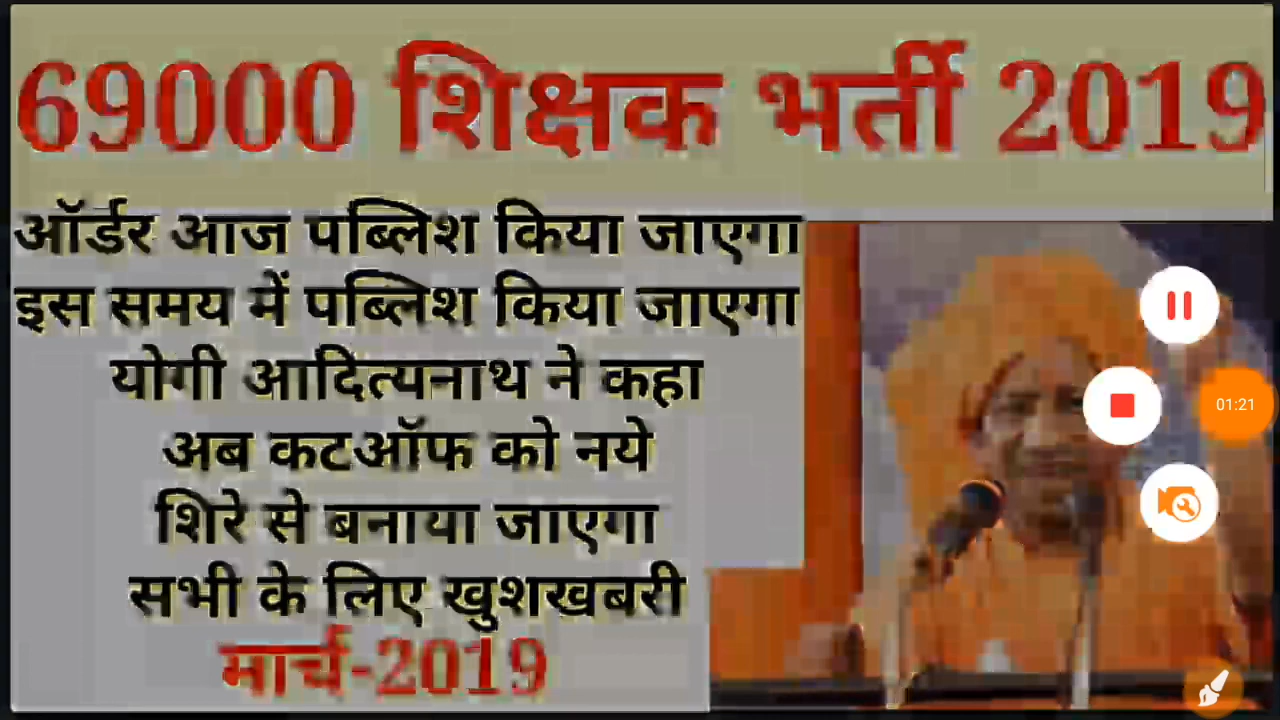 69000 शिक्षक भर्ती 2019
ऑर्डर आज पब्लिश किया जाएगा
इस समय में पब्लिश किया जाएगा
योगी आदित्यनाथ ने कहा
अब कटऑफ को नये
शिरे से बनाया जाएगा
सभी के लिए खुशखबरी
मार्च-2019
01:21